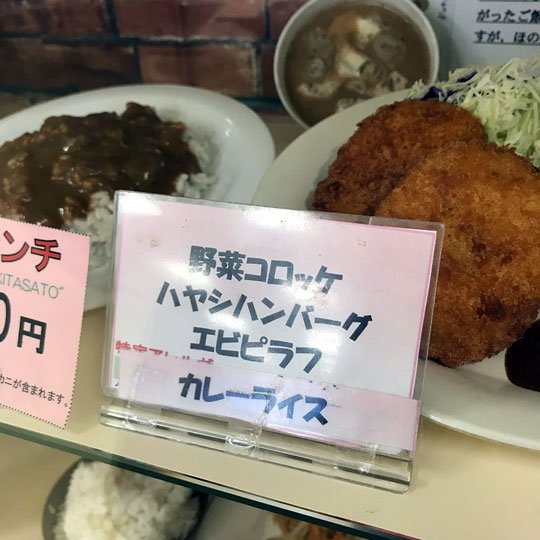 がったご飯
すが、ほの
ンチ
KITASATO"
0円
カニが含まれます。
野菜コロッケ
ハヤシハンバーグ
エビピラフ
カレーライス